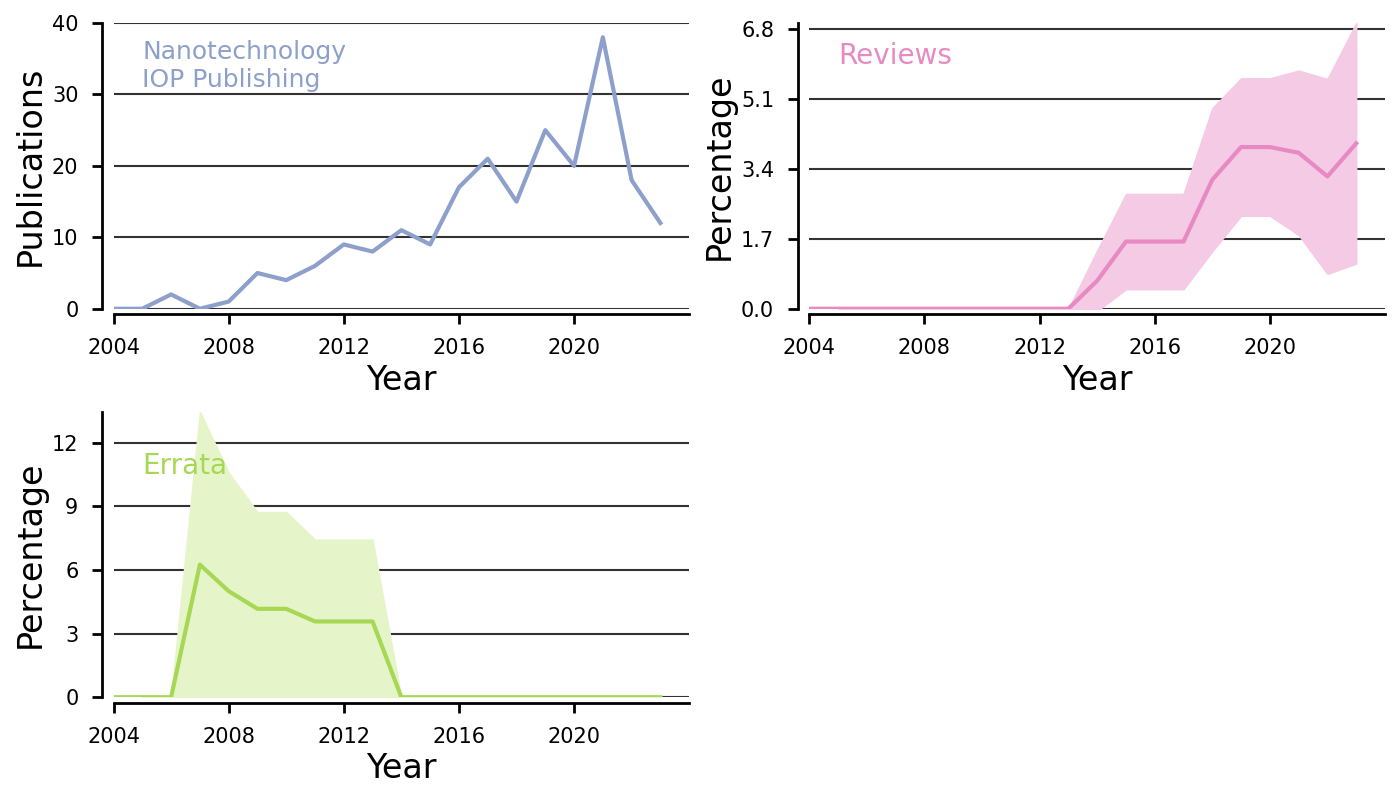 Publications
40
30
20
10
0
Nanotechnology
IOP Publishing
2004 2008 2012 2016 2020
Year
Percentage
6.8
5.1
3.4
1.7
0.0
Reviews
2004 2008 2012 2016 2020
Year
Percentage
12
9
6
3
0
Errata
2004 2008 2012 2016 2020
Year